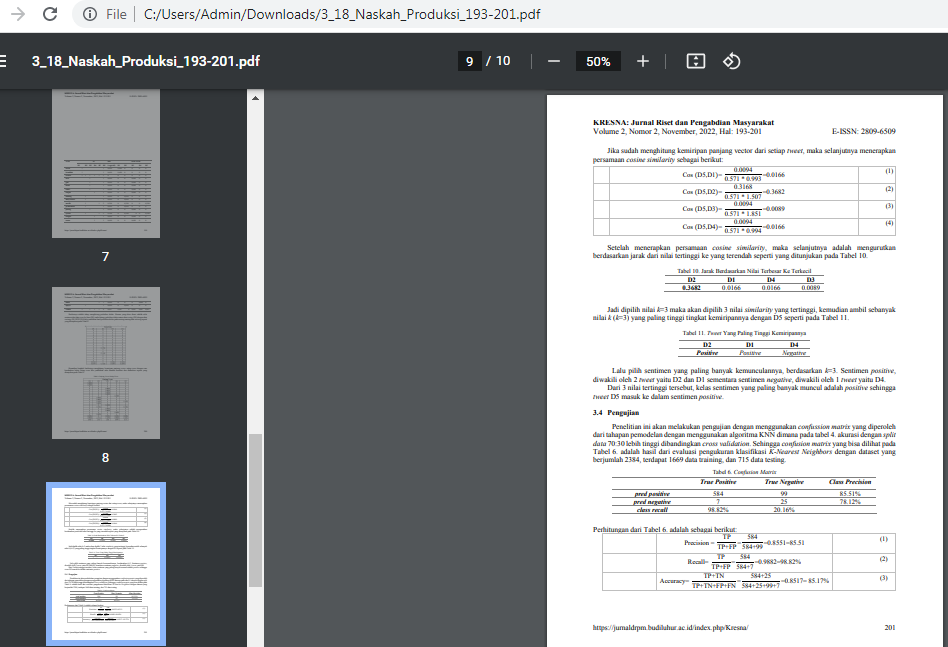 File C:/Users/Admin/Downloads/3_18_Naskah_Produksi_193-201.pdf
3_18_Naskah_Produksi_193-201.pdf 9 / 10 50%
7
8
KRESNA: Jurnal Riset dan Pengabdian Masyarakat
Volume 2, Nomor 2, November, 2022, Hal: 193-201 E-ISSN: 2809-6509
Jika sudah menghitung kemiripan panjang vector dari setiap tweet, maka selanjutnya menerapkan
persamaan cosine similarity sebagai berikut:
Cos (D5,D1)= 0.0094 / 0.571 * 0.993 =0.0166 (1)
Cos (D5,D2)= 0.3168 / 0.571 * 1.507 =0.3682 (2)
Cos (D5,D3)= 0.0094 / 0.571 * 1.851 =0.0089 (3)
Cos (D5,D4)= 0.0094 / 0.571 * 0.994 =0.0166 (4)
Setelah menerapkan persamaan cosine similarity, maka selanjutnya adalah mengurutkan
berdasarkan jarak dari nilai tertinggi ke yang terendah seperti yang ditunjukan pada Tabel 10.
Tabel 10. Jarak Berdasarkan Nilai Terbesar Ke Terkecil
D2 D1 D4 D3
0.3682 0.0166 0.0166 0.0089
Jadi dipilih nilai k=3 maka akan dipilih 3 nilai similarity yang tertinggi, kemudian ambil sebanyak
nilai k (k=3) yang paling tinggi tingkat kemiripannya dengan D5 seperti pada Tabel 11.
Tabel 11. Tweet Yang Paling Tinggi Kemiripannya
D2 D1 D4
Positive Positive Negative
Lalu pilih sentimen yang paling banyak kemunculannya, berdasarkan k=3. Sentimen positive,
diwakili oleh 2 tweet yaitu D2 dan D1 sementara sentimen negative, diwakili oleh 1 tweet yaitu D4.
Dari 3 nilai tertinggi tersebut, kelas sentimen yang paling banyak muncul adalah positive sehingga
tweet D5 masuk ke dalam sentimen positive.
3.4 Pengujian
Penelitian ini akan melakukan pengujian dengan menggunakan confussion matrix yang diperoleh
dari tahapan pemodelan dengan menggunakan algoritma KNN dimana pada tabel 4. akurasi dengan split
data 70:30 lebih tinggi dibandingkan cross validation. Sehingga confusion matrix yang bisa dilihat pada
Tabel 6. adalah hasil dari evaluasi pengukuran klasifikasi K-Nearest Neighbors dengan dataset yang
berjumlah 2384, terdapat 1669 data training, dan 715 data testing.
Tabel 6. Confusion Matrix
True Positive True Negative Class Precision
pred positive 584 99 85.51%
pred negative 7 25 78.12%
class recall 98.82% 20.16%
Perhitungan dari Tabel 6. adalah sebagai berikut:
Precision = TP / TP+FP = 584 / 584+99 =0.8551=85.51 (1)
Recall= TP / TP+FP = 584 / 584+7 =0.9882=98.82% (2)
Accuracy= TP+TN / TP+TN+FP+FN = 584+25 / 584+25+99+7 =0.8517= 85.17% (3)
https://jurnaldrpm.budiluhur.ac.id/index.php/Kresna/ 201